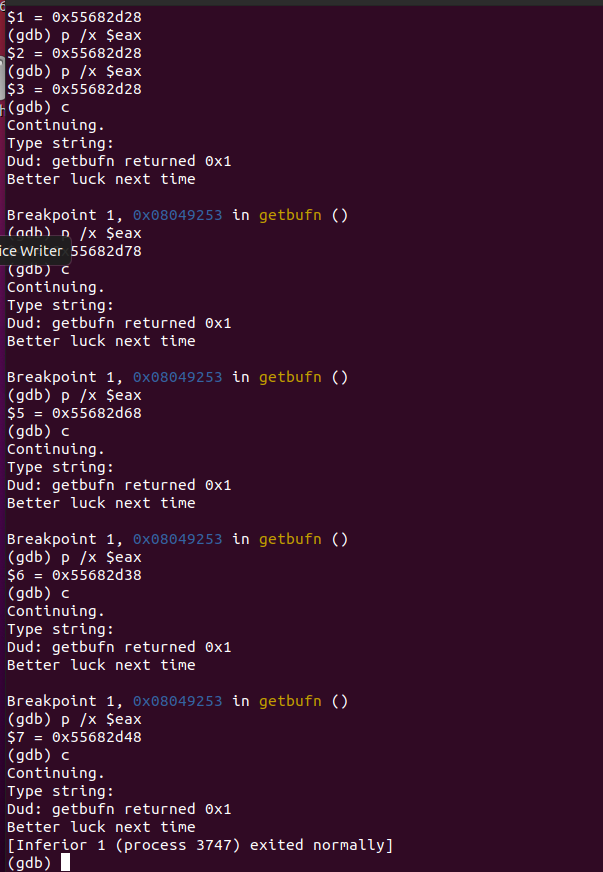 $1 = 0x55682d28
(gdb) p /x $eax
$2 = 0x55682d28
(gdb) p /x $eax
$3 = 0x55682d28
(gdb) c
Continuing.
Type string:
Dud: getbufn returned 0x1
Better luck next time
Breakpoint 1, 0x08049253 in getbufn ()
(gdb) p /x $eax
ice Writer 55682d78
(gdb) c
Continuing.
Type string:
Dud: getbufn returned 0x1
Better luck next time
Breakpoint 1, 0x08049253 in getbufn ()
(gdb) p /x $eax
$5 = 0x55682d68
(gdb) c
Continuing.
Type string:
Dud: getbufn returned 0x1
Better luck next time
Breakpoint 1, 0x08049253 in getbufn ()
(gdb) p /x $eax
$6 = 0x55682d38
(gdb) c
Continuing.
Type string:
Dud: getbufn returned 0x1
Better luck next time
Breakpoint 1, 0x08049253 in getbufn ()
(gdb) p /x $eax
$7 = 0x55682d48
(gdb) c
Continuing.
Type string:
Dud: getbufn returned 0x1
Better luck next time
[Inferior 1 (process 3747) exited normally]
(gdb)